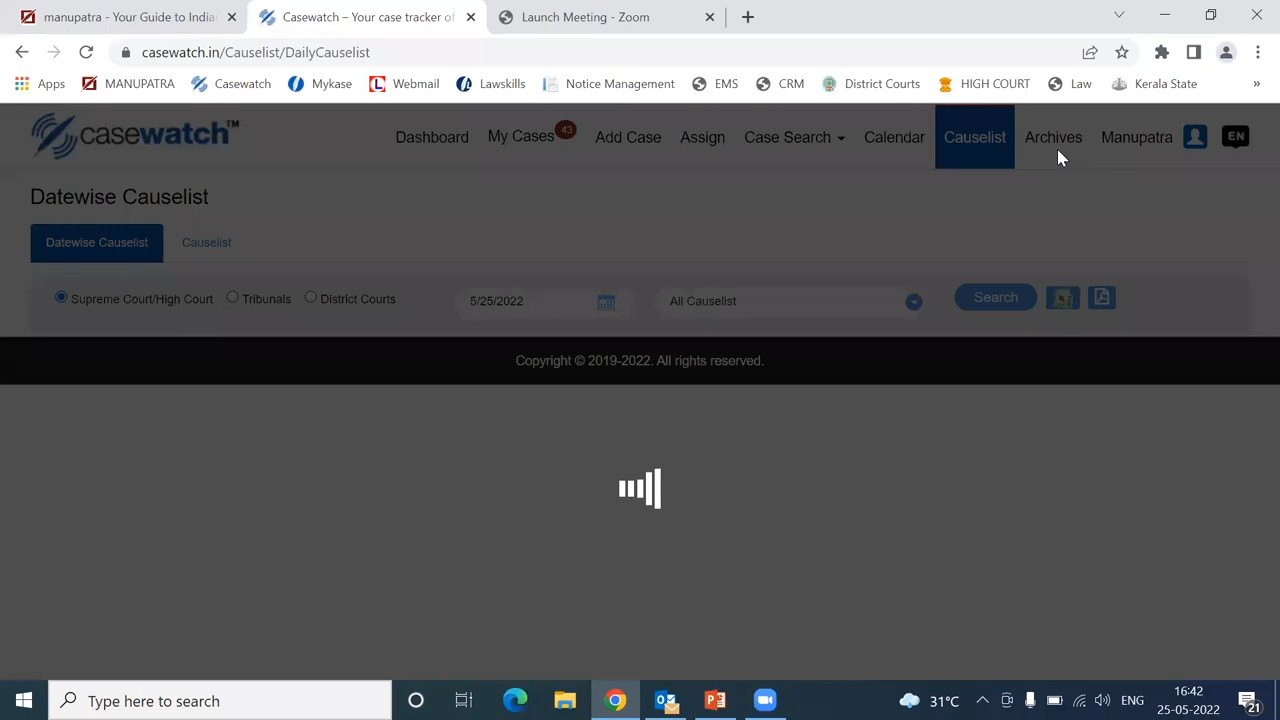 manupatra - Your Guide to India
Casewatch – Your case tracker of
Launch Meeting - Zoom
casewatch.in/Causelist/DailyCauselist
Apps
MANUPATRA
Casewatch
Mykase
Webmail
Lawskills
Notice Management
EMS
CRM
District Courts
HIGH COURT
Law
Kerala State
»
casewatch™
Dashboard
My Cases 43
Add Case
Assign
Case Search
Calendar
Causelist
Archives
Manupatra
EN
Datewise Causelist
Datewise Causelist
Causelist
Supreme Court/High Court
Tribunals
District Courts
5/25/2022
All Causelist
Search
Copyright © 2019-2022. All rights reserved.
Type here to search
31°C
ENG
16:42
25-05-2022
21